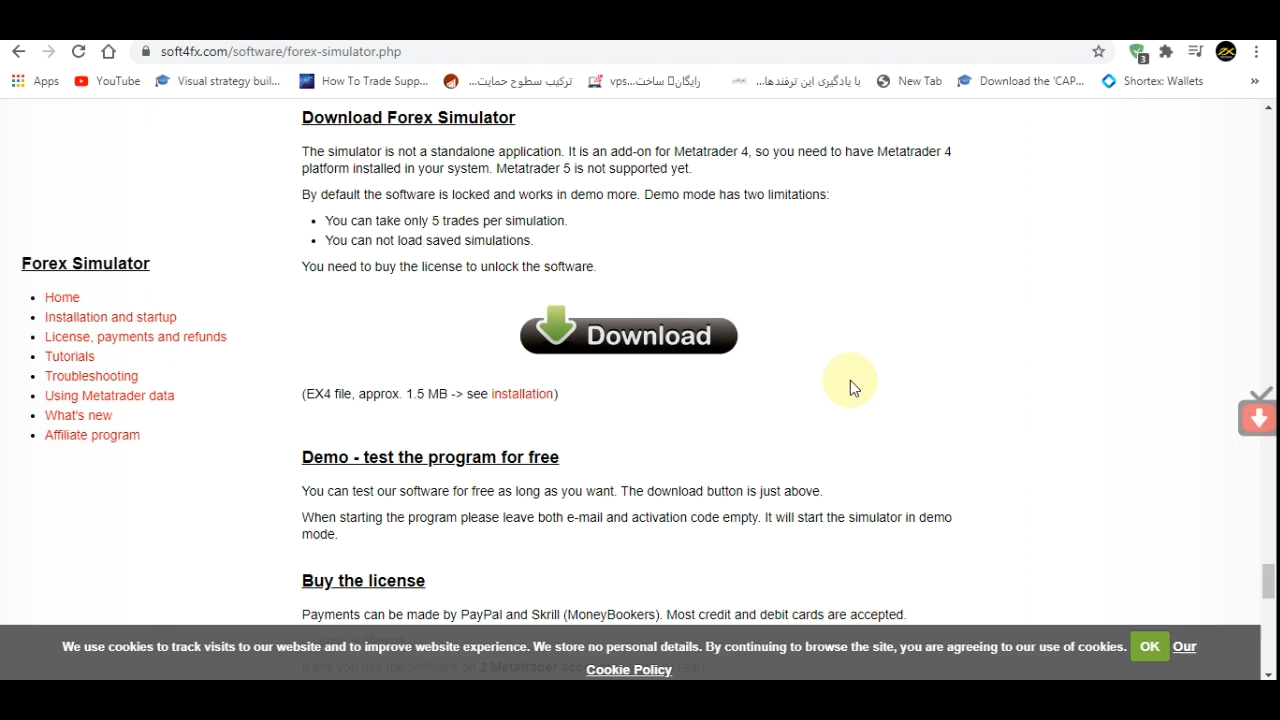 soft4fx.com/software/forex-simulator.php
3
Apps
YouTube
Visual strategy buil...
How To Trade Supp...
ترکیب سطوح حمایت...
رایگان ساخت...vps
با یادگیری این ترفندها...
New Tab
Download the 'CAP...
Shortex: Wallets
»
Download Forex Simulator
The simulator is not a standalone application. It is an add-on for Metatrader 4, so you need to have Metatrader 4
platform installed in your system. Metatrader 5 is not supported yet.
By default the software is locked and works in demo more. Demo mode has two limitations:
• You can take only 5 trades per simulation.
• You can not load saved simulations.
You need to buy the license to unlock the software.
Forex Simulator
• Home
• Installation and startup
• License, payments and refunds
• Tutorials
• Troubleshooting
• Using Metatrader data
• What's new
• Affiliate program
Download
(EX4 file, approx. 1.5 MB -> see installation)
Demo - test the program for free
You can test our software for free as long as you want. The download button is just above.
When starting the program please leave both e-mail and activation code empty. It will start the simulator in demo
mode.
Buy the license
Payments can be made by PayPal and Skrill (MoneyBookers). Most credit and debit cards are accepted.
We use cookies to track visits to our website and to improve website experience. We store no personal details. By continuing to browse the site, you are agreeing to our use of cookies. OK Our
Cookie Policy
It lets you use the software on 2 Metatrader